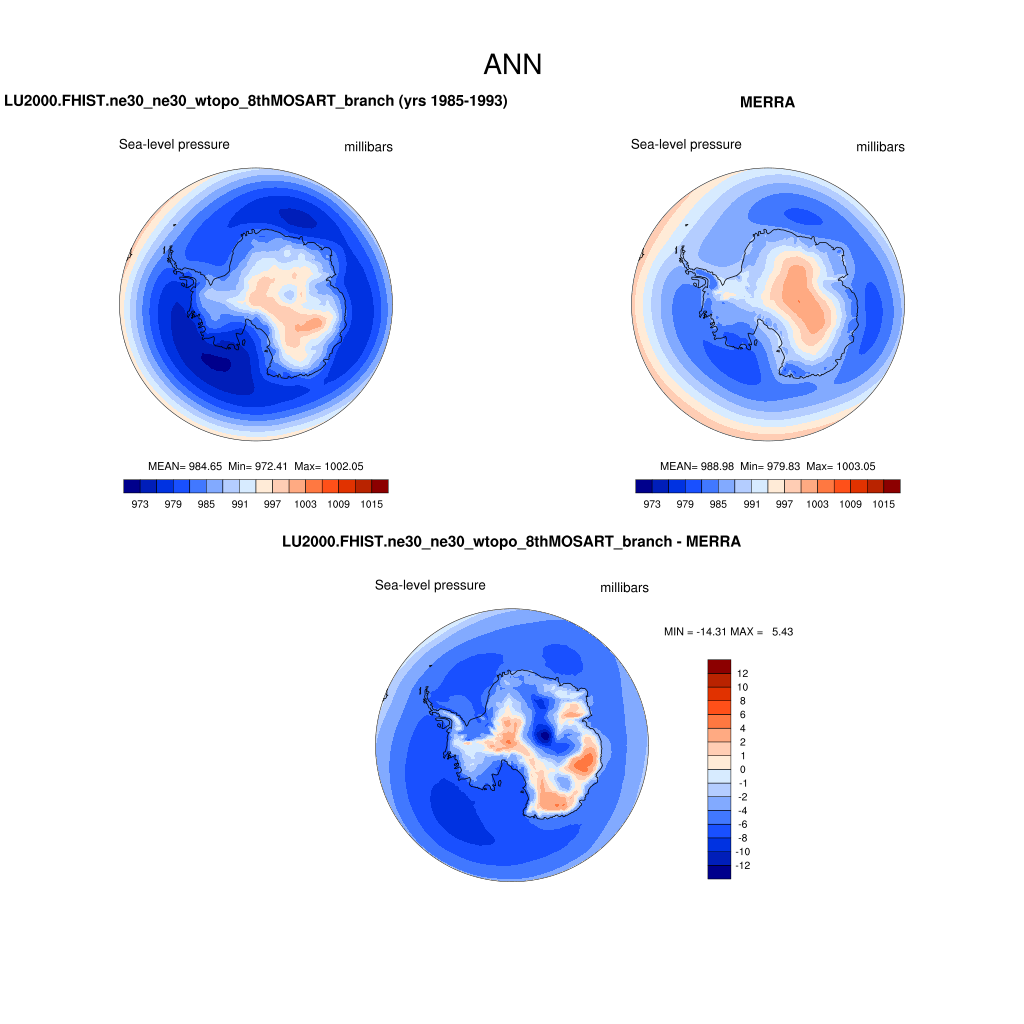 ANN
LU2000.FHIST.ne30_ne30_wtopo_8thMOSART_branch (yrs 1985-1993)
MERRA
Sea-level pressure millibars
Sea-level pressure millibars
MEAN= 984.65 Min= 972.41 Max= 1002.05
973 979 985 991 997 1003 1009 1015
MEAN= 988.98 Min= 979.83 Max= 1003.05
973 979 985 991 997 1003 1009 1015
LU2000.FHIST.ne30_ne30_wtopo_8thMOSART_branch - MERRA
Sea-level pressure millibars
MIN = -14.31 MAX = 5.43
12
10
8
6
4
2
1
0
-1
-2
-4
-6
-8
-10
-12